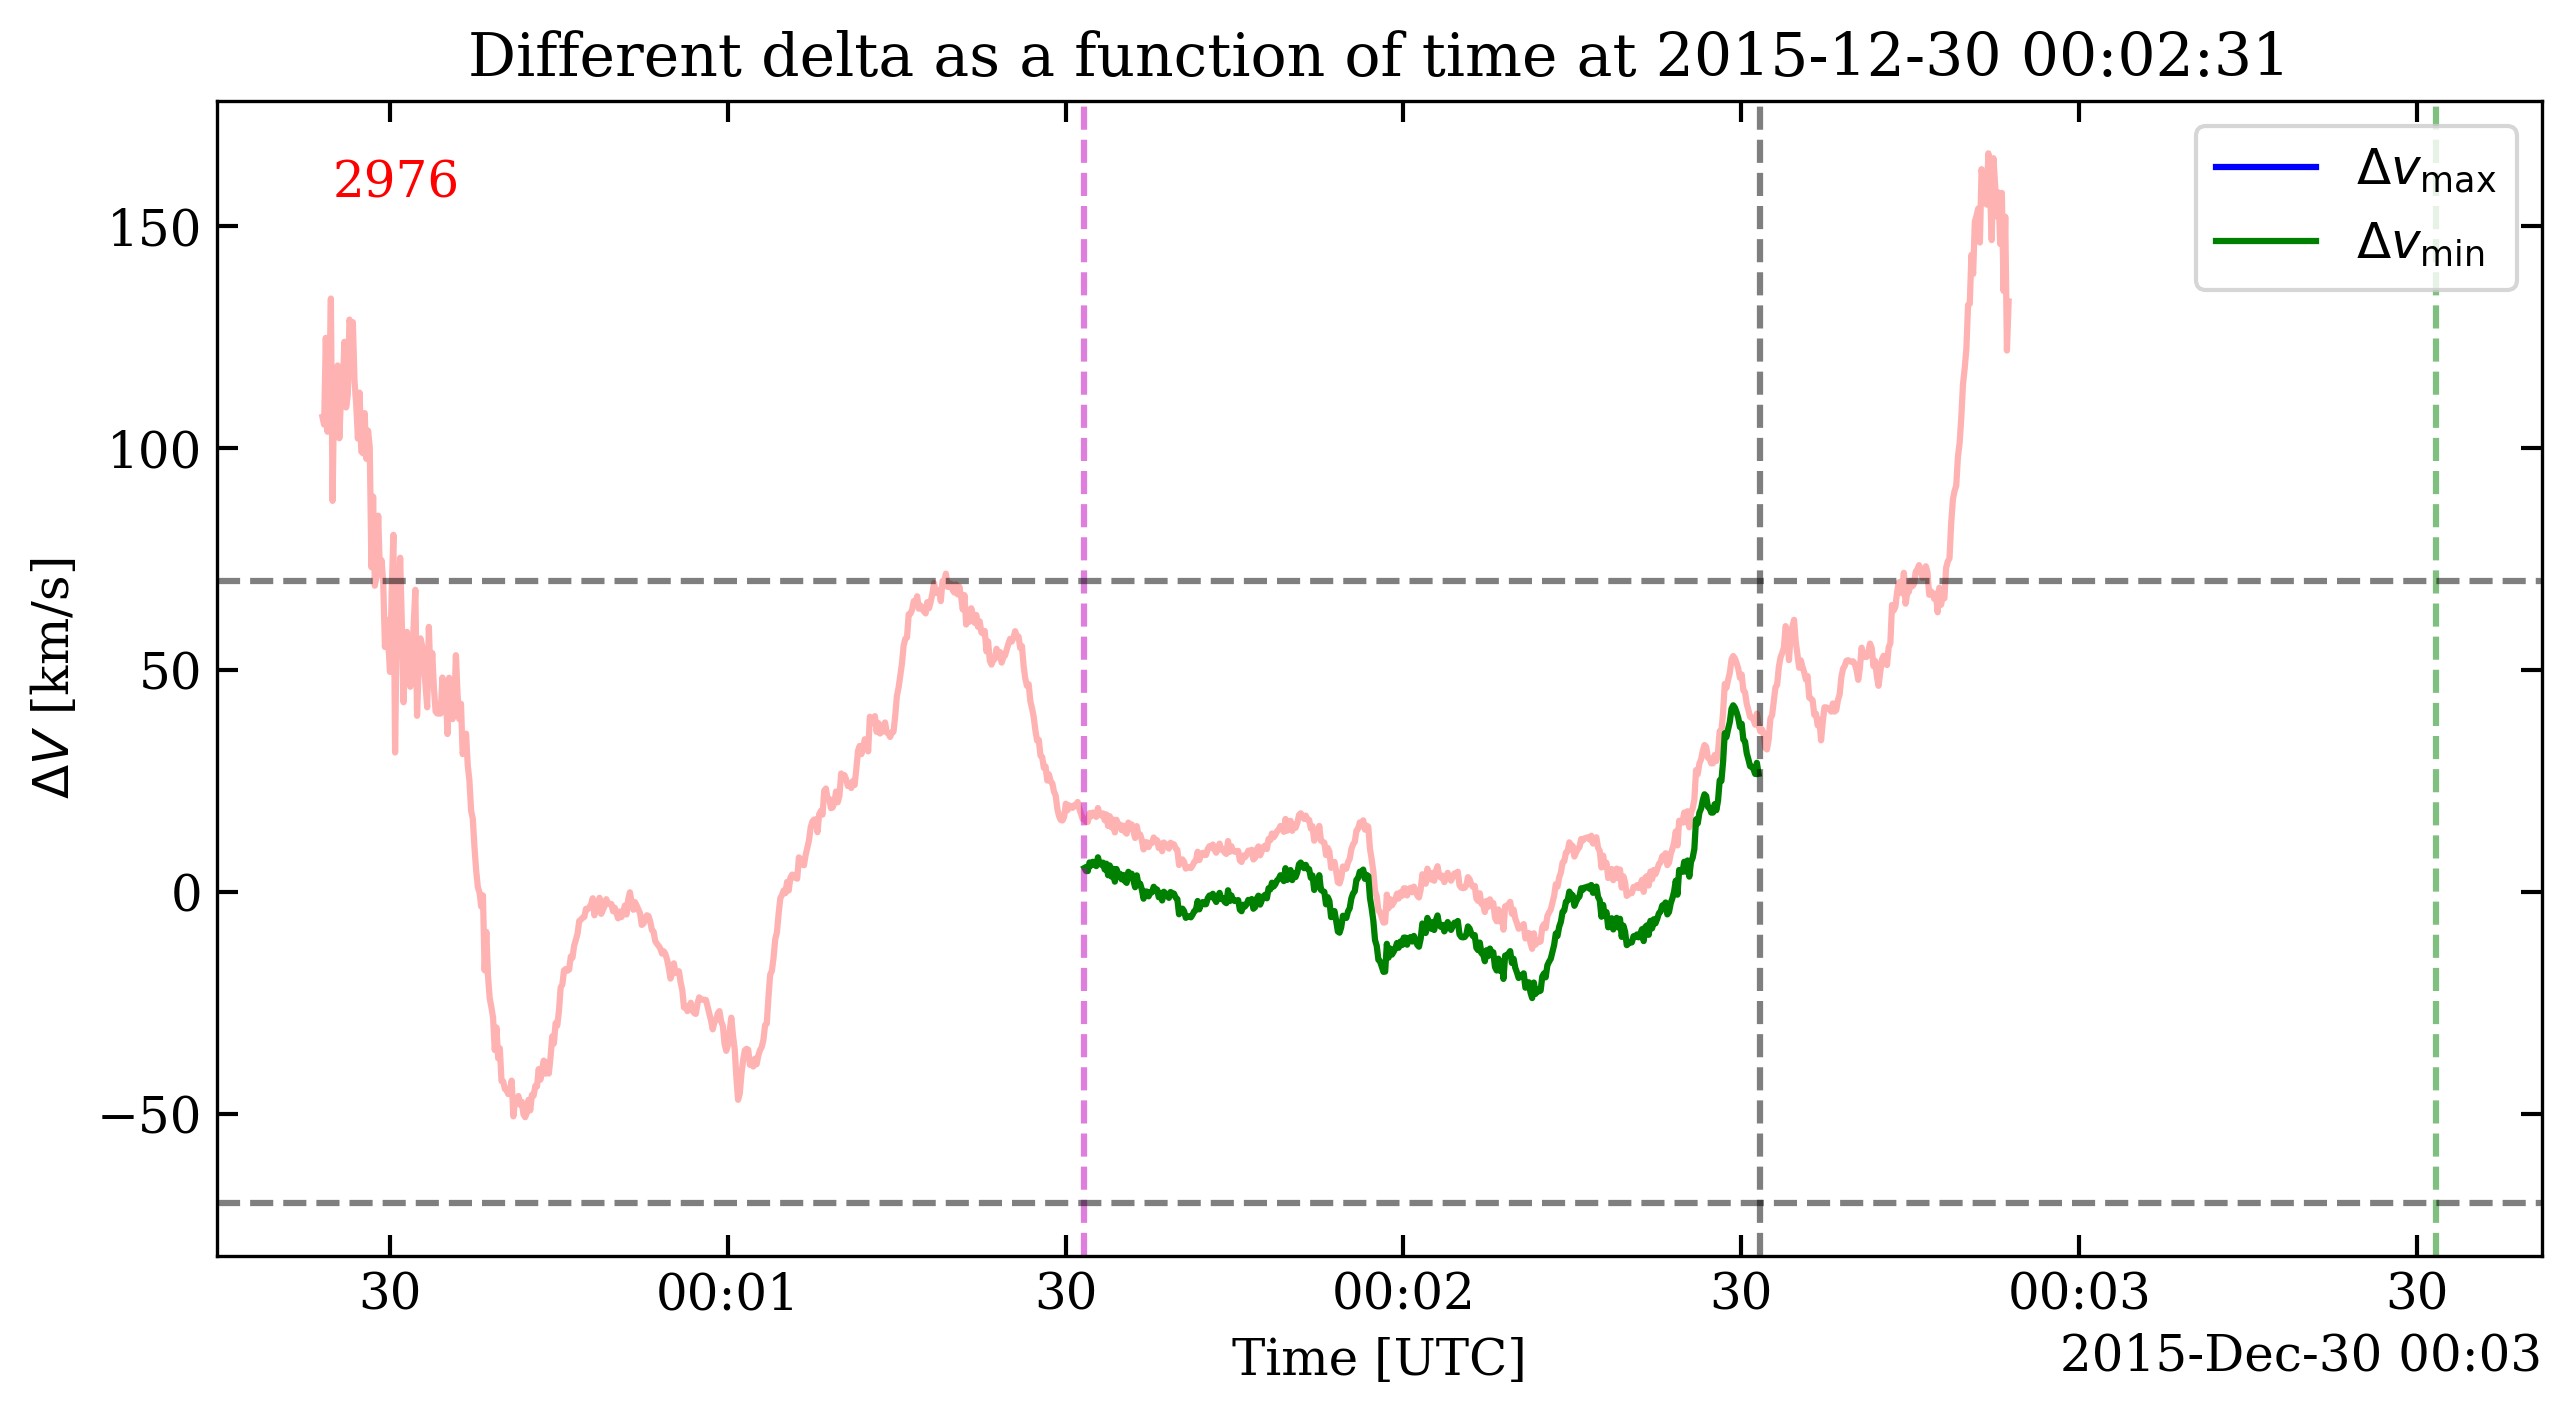 Different delta as a function of time at 2015-12-30 00:02:31
2976
Δv_max
Δv_min
150
100
50
0
−50
ΔV [km/s]
30 00:01 30 00:02 30 00:03 30
Time [UTC]
2015-Dec-30 00:03